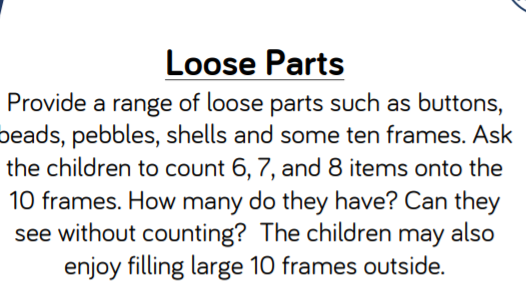 Loose Parts
Provide a range of loose parts such as buttons,
beads, pebbles, shells and some ten frames. Ask
the children to count 6, 7, and 8 items onto the
10 frames. How many do they have? Can they
see without counting? The children may also
enjoy filling large 10 frames outside.